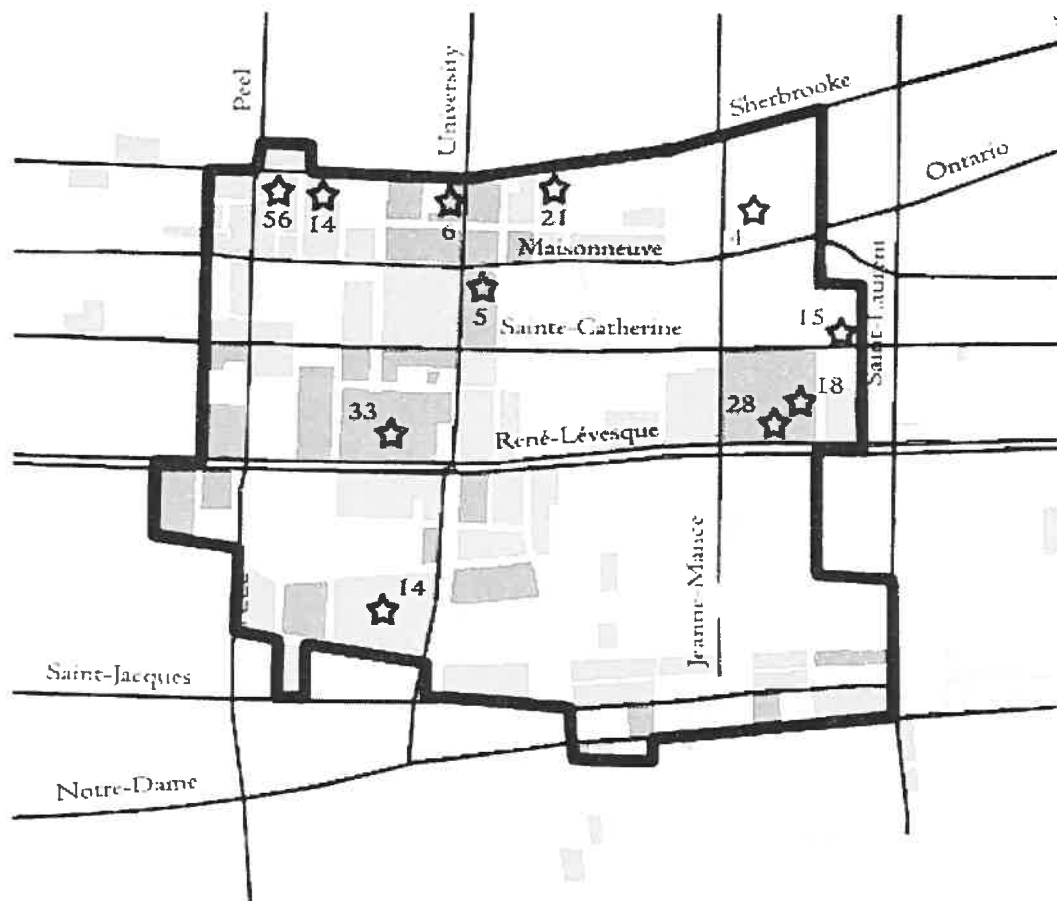 Peel
University
Sherbrooke
Ontario
56
14
6
21
4
Maisonneuve
Saint-Laurent
5
Sainte-Catherine
15
18
28
33
René-Lévesque
Jeanne-Mance
14
Saint-Jacques
Notre-Dame